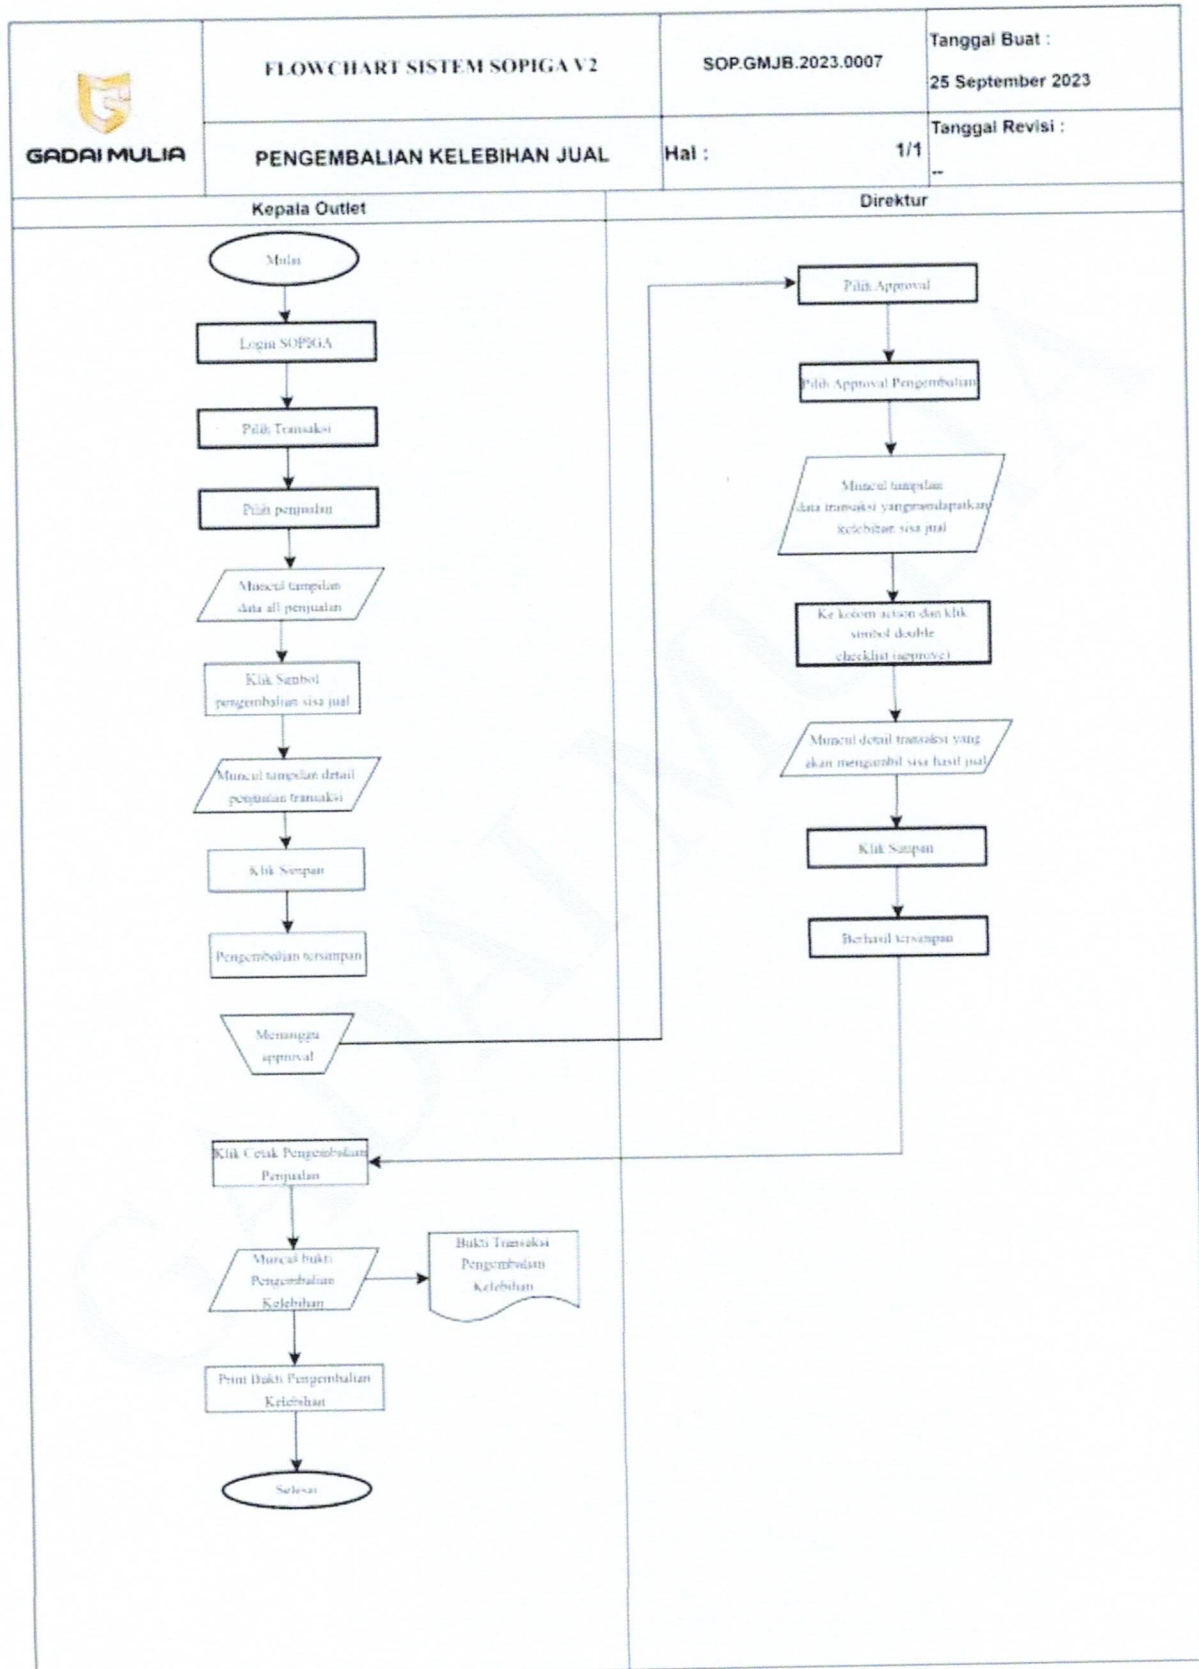 GADAI MULIA
FLOWCHART SISTEM SOPIGA V2
PENGEMBALIAN KELEBIHAN JUAL
SOP.GMJB.2023.0007
Hal : 1/1
Tanggal Buat :
25 September 2023
Tanggal Revisi :
--
Kepala Outlet
Mulai
Login SOPIGA
Pilih Transaksi
Pilih penjualan
Muncul tampilan
data all penjualan
Klik Simbol
pengembalian sisa jual
Muncul tampilan detail
penjualan transaksi
Klik Simpan
Pengembalian tersimpan
Menunggu
approval
Direktur
Pilih Approval
Pilih Approval Pengembalian
Muncul tampilan
data transaksi yang mendapatkan
kelebihan sisa jual
Ke kolom action dan klik
simbol double
checklist (approve)
Muncul detail transaksi yang
akan mengambil sisa hasil jual
Klik Simpan
Berhasil tersimpan
Klik Cetak Pengembalian
Penjualan
Muncul bukti
Pengembalian
Kelebihan
Bukti Transaksi
Pengembalian
Kelebihan
Print Bukti Pengembalian
Kelebihan
Selesai
GADAI MULIA